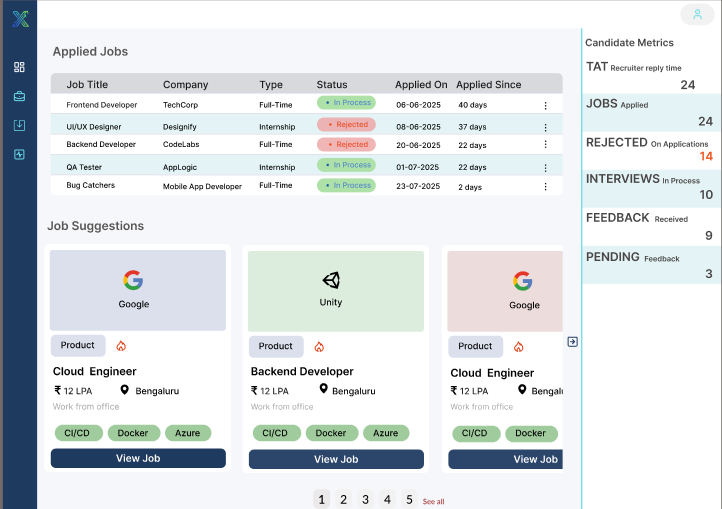 Applied Jobs
Job Title Company Type Status Applied On Applied Since
Frontend Developer TechCorp Full-Time • In Process 06-06-2025 40 days
UI/UX Designer Designify Internship • Rejected 08-06-2025 37 days
Backend Developer CodeLabs Full-Time • Rejected 20-06-2025 22 days
QA Tester AppLogic Internship • In Process 01-07-2025 22 days
Bug Catchers Mobile App Developer Full-Time • In Process 23-07-2025 2 days
Job Suggestions
Google
Product
Cloud Engineer
₹ 12 LPA Bengaluru
Work from office
CI/CD Docker Azure
View Job
Unity
Product
Backend Developer
₹ 12 LPA Bengaluru
Work from office
CI/CD Docker Azure
View Job
Google
Product
Cloud Engineer
₹ 12 LPA Bengalu
Work from office
CI/CD Docker
View Job
1 2 3 4 5 See all
Candidate Metrics
TAT Recruiter reply time
24
JOBS Applied
24
REJECTED On Applications
14
INTERVIEWS In Process
10
FEEDBACK Received
9
PENDING Feedback
3